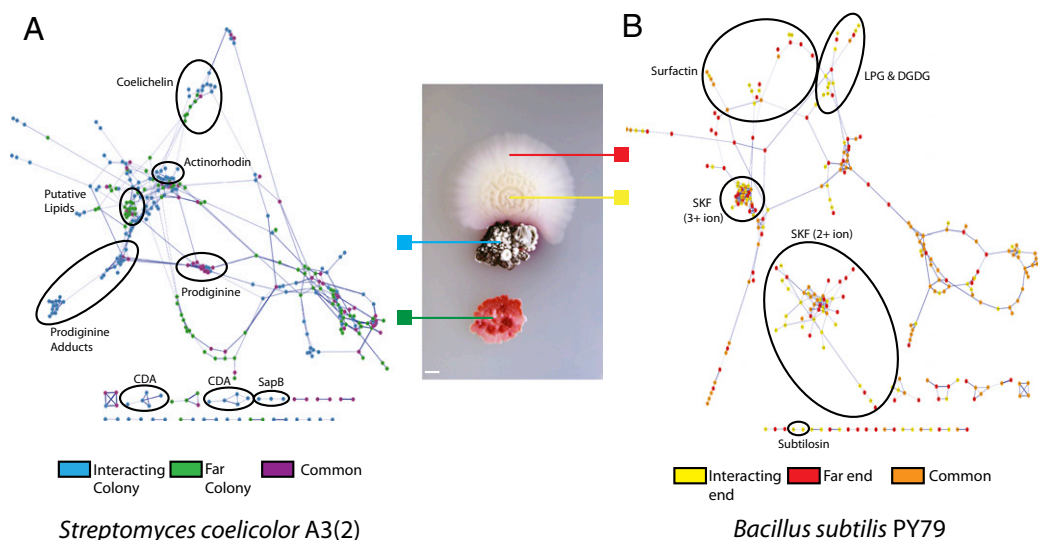 A
Coelichelin
Actinorhodin
Putative
Lipids
Prodiginine
Prodiginine
Adducts
CDA
CDA
SapB
Interacting
Colony
Far
Colony
Common
Streptomyces coelicolor A3(2)
B
Surfactin
LPG & DGDG
SKF
(3+ ion)
SKF (2+ ion)
Subtilosin
Interacting
end
Far end
Common
Bacillus subtilis PY79